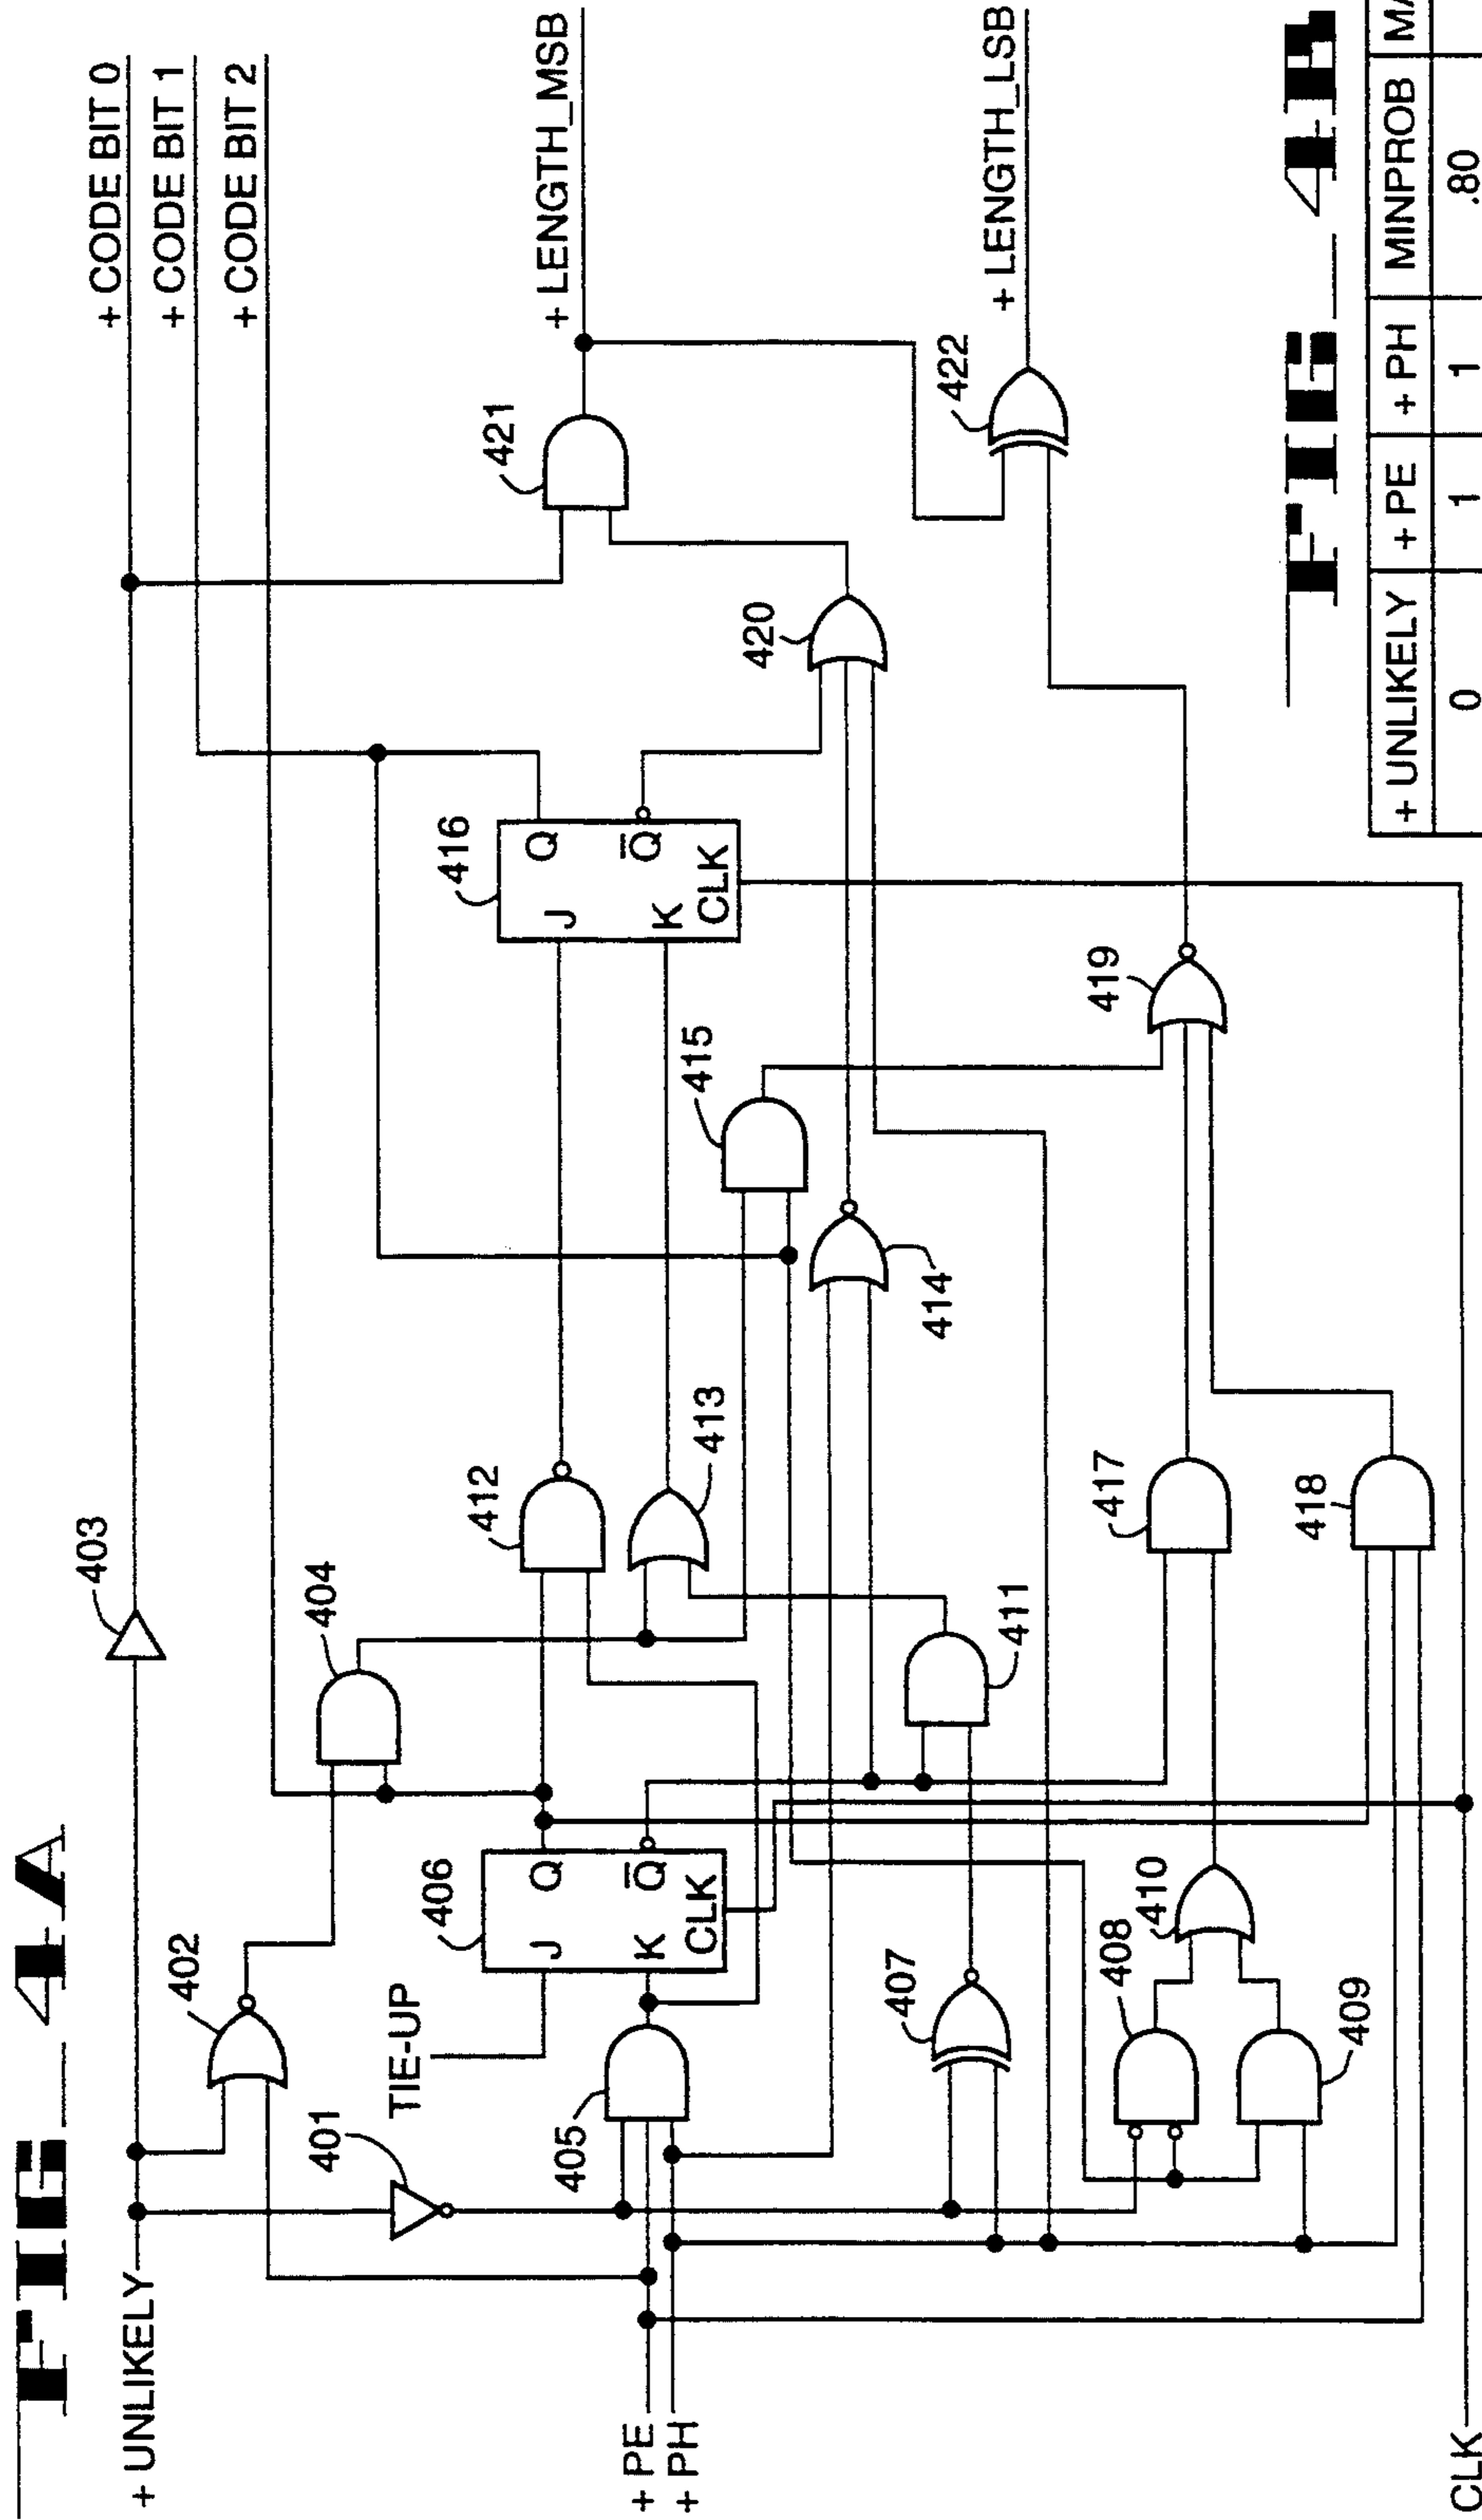 FIG_4A
+ UNLIKELY
+ PE
+ PH
CLK
401
402
403
404
405
TIE-UP
406
J
Q
K
Q̅
CLK
407
408
409
410
411
412
413
414
415
416
J
Q
K
Q̅
CLK
417
418
419
420
421
422
+ CODE BIT 0
+ CODE BIT 1
+ CODE BIT 2
+ LENGTH_MSB
+ LENGTH_LSB
FIG_4B
+ UNLIKELY + PE + PH MINPROB
0 1 1 .80